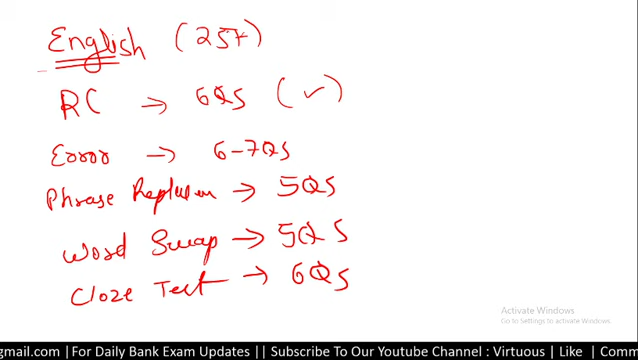 English (25+)
RC → 6QS (✓)
Error → 6-7QS
Phrase → 5QS
Word Swap → 5QS
Cloze Test → 6QS
Activate Windows
Go to Settings to activate Windows.
gmail.com |For Daily Bank Exam Updates || Subscribe To Our Youtube Channel : Virtuous | Like | Comm